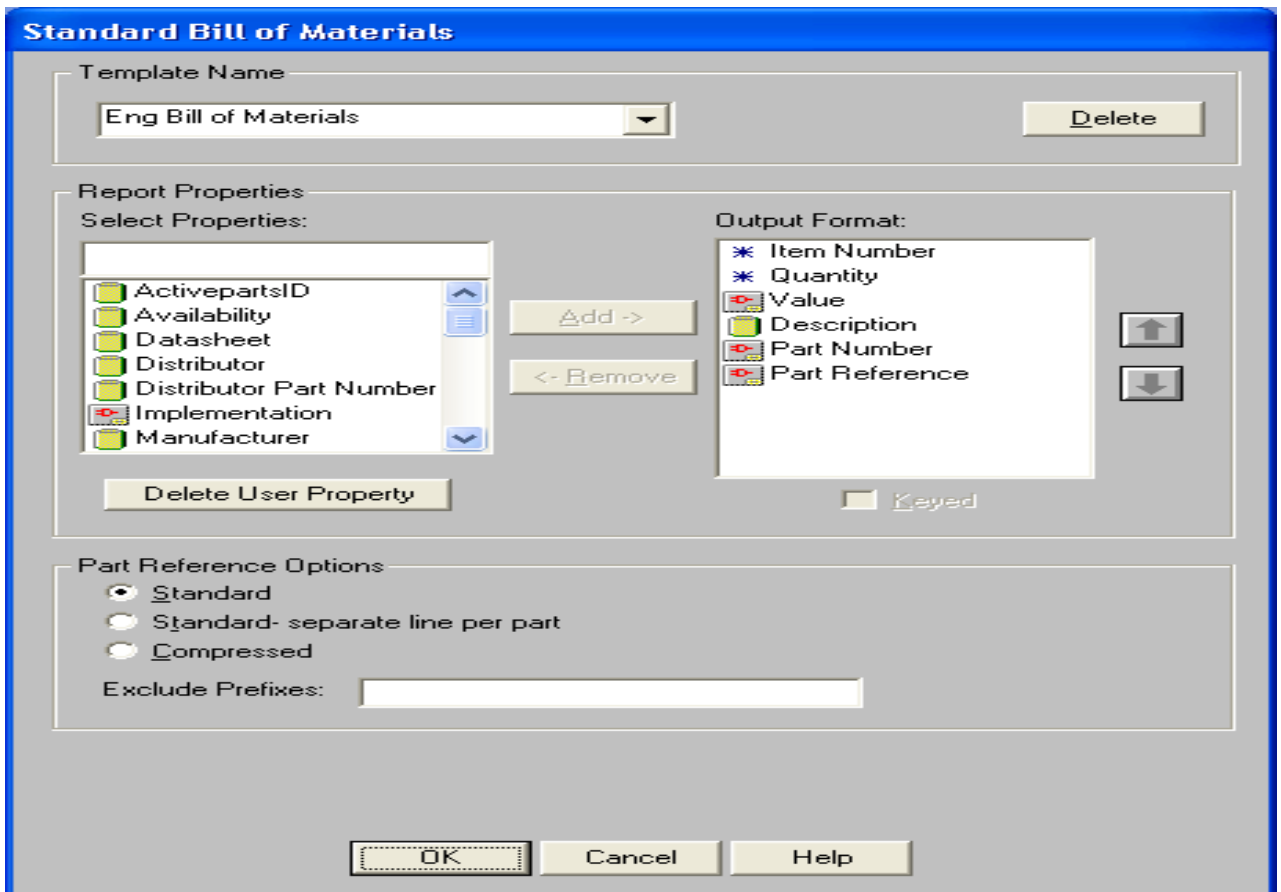 Standard Bill of Materials
Template Name
Eng Bill of Materials
Delete
Report Properties
Select Properties:
Output Format:
ActivepartsID
Availability
Datasheet
Distributor
Distributor Part Number
Implementation
Manufacturer
Add ->
<- Remove
Item Number
Quantity
Value
Description
Part Number
Part Reference
Delete User Property
Keyed
Part Reference Options
Standard
Standard- separate line per part
Compressed
Exclude Prefixes:
OK Cancel Help